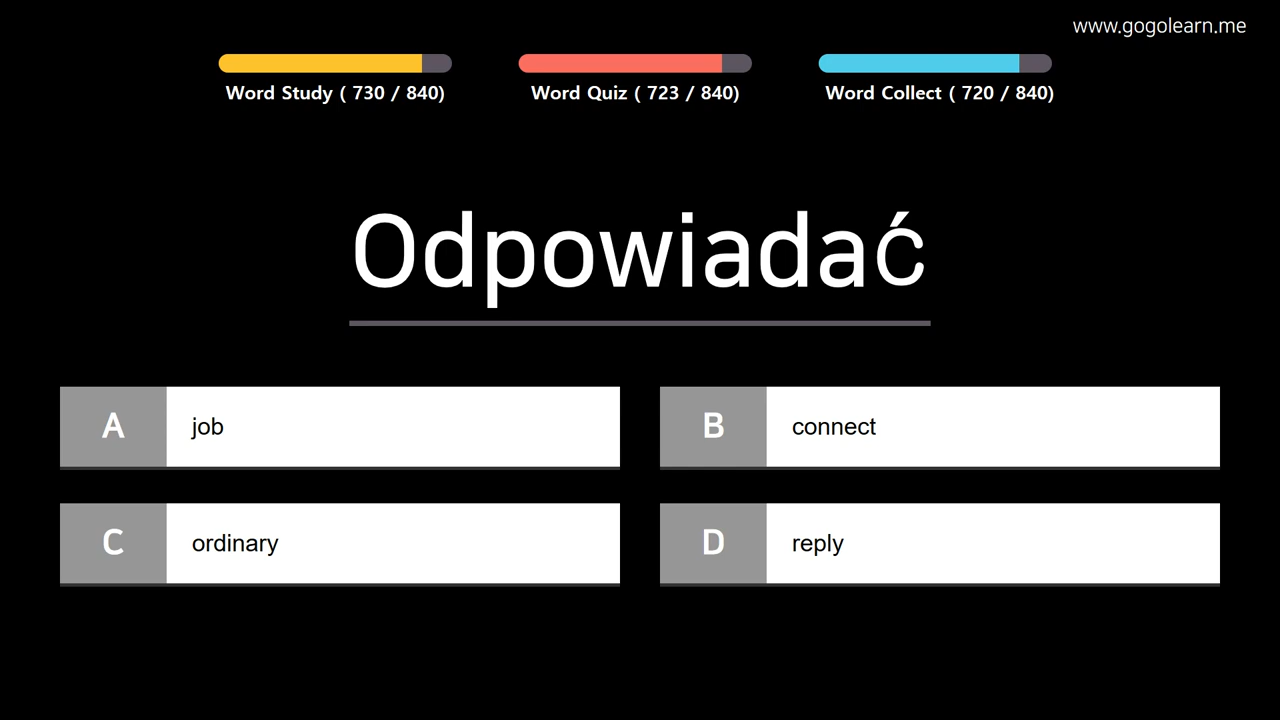 www.gogolearn.me
Word Study ( 730 / 840)
Word Quiz ( 723 / 840)
Word Collect ( 720 / 840)
Odpowiadać
A job
B connect
C ordinary
D reply